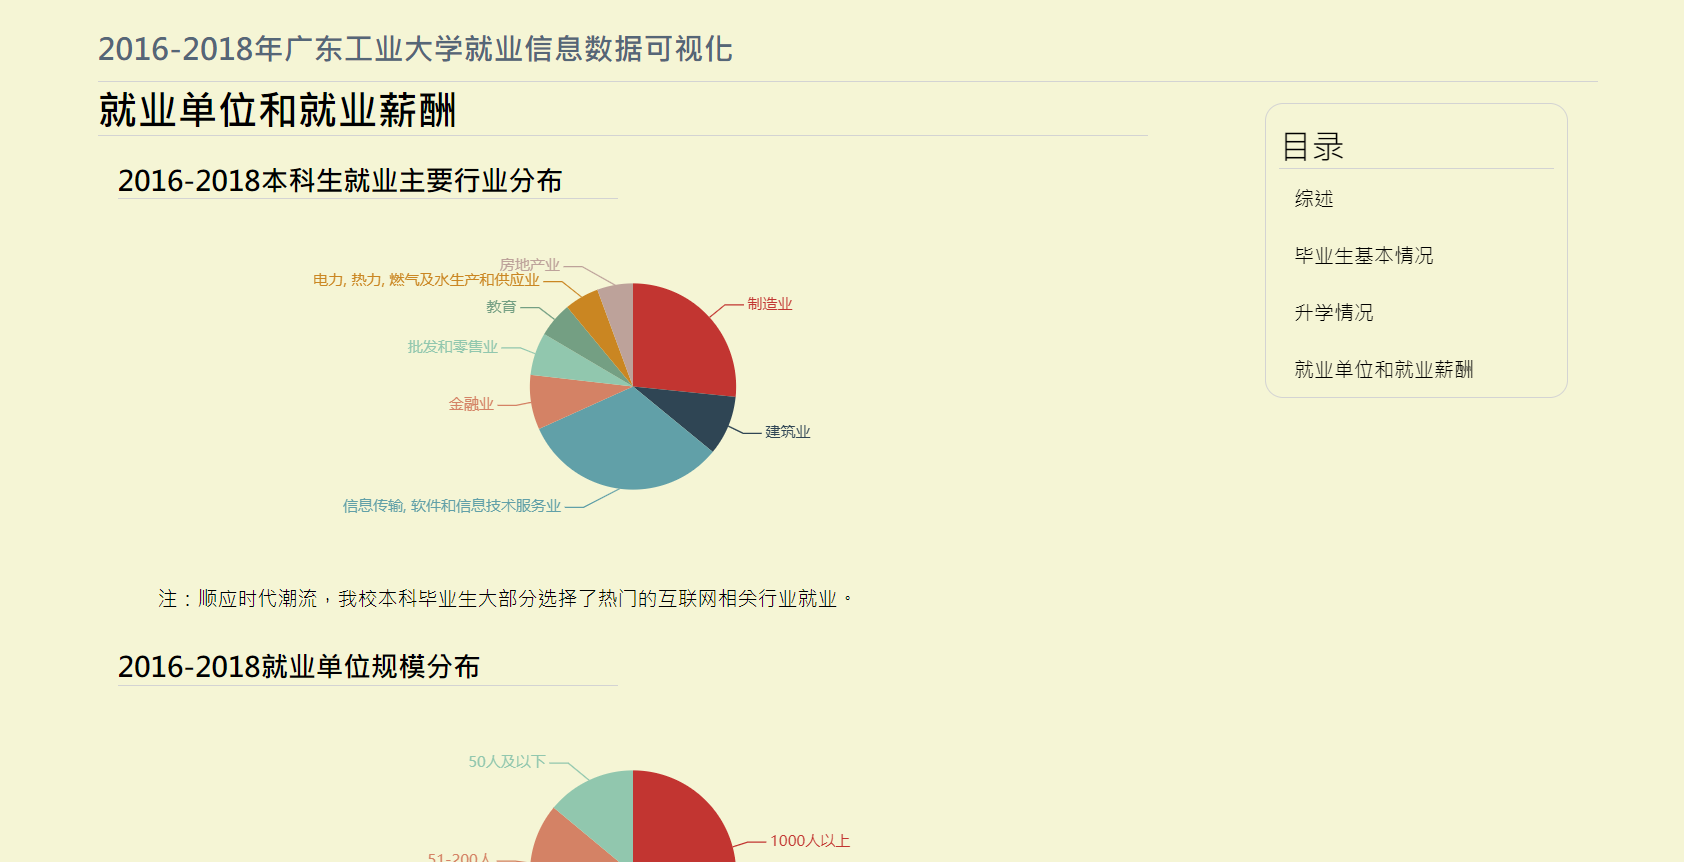 2016-2018年广东工业大学就业信息数据可视化
就业单位和就业薪酬
目录
综述
毕业生基本情况
升学情况
就业单位和就业薪酬
2016-2018本科生就业主要行业分布
房地产业
电力, 热力, 燃气及水生产和供应业
教育
制造业
批发和零售业
金融业
建筑业
信息传输, 软件和信息技术服务业
注：顺应时代潮流，我校本科毕业生大部分选择了热门的互联网相关行业就业。
2016-2018就业单位规模分布
50人及以下
1000人以上
51-200人